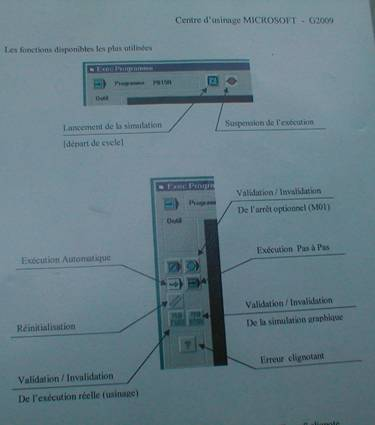 Centre d'usinage MICROSOFT - G2009
Les fonctions disponibles les plus utilisées
Exec Programme
Programme
Outil
Lancement de la simulation
[départ de cycle]
Suspension de l'exécution
Exec Progra
Programme
Outil
Validation / Invalidation
De l'arrêt optionnel (M01)
Exécution Automatique
Exécution Pas à Pas
Réinitialisation
Validation / Invalidation
De la simulation graphique
Erreur clignotant
Validation / Invalidation
De l'exécution réelle (usinage)